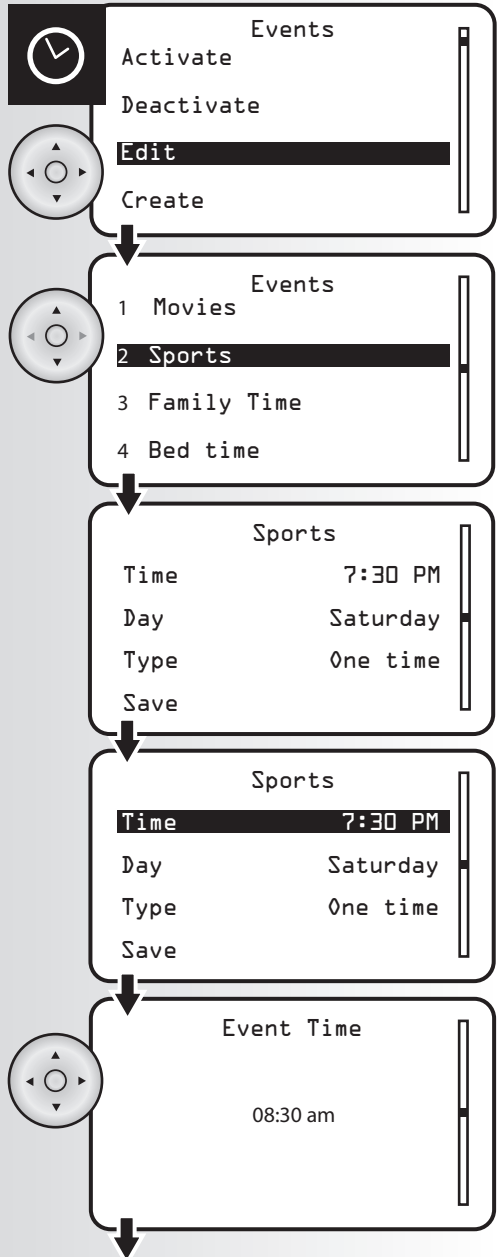 Events
Activate
Deactivate
Edit
Create
Events
1 Movies
2 Sports
3 Family Time
4 Bed time
Sports
Time 7:30 PM
Day Saturday
Type One time
Save
Sports
Time 7:30 PM
Day Saturday
Type One time
Save
Event Time
08:30 am